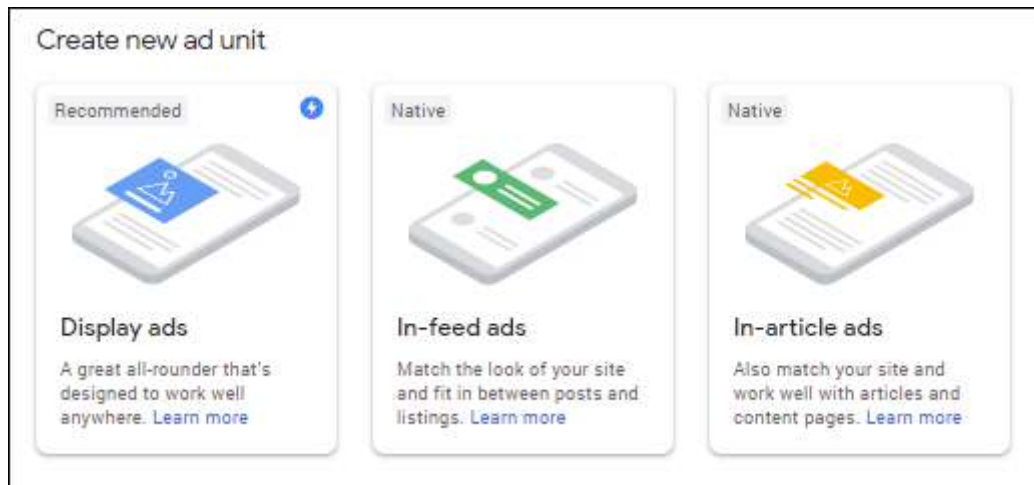 Create new ad unit
Recommended
Display ads
A great all-rounder that's
designed to work well
anywhere. Learn more
Native
In-feed ads
Match the look of your site
and fit in between posts and
listings. Learn more
Native
In-article ads
Also match your site and
work well with articles and
content pages. Learn more